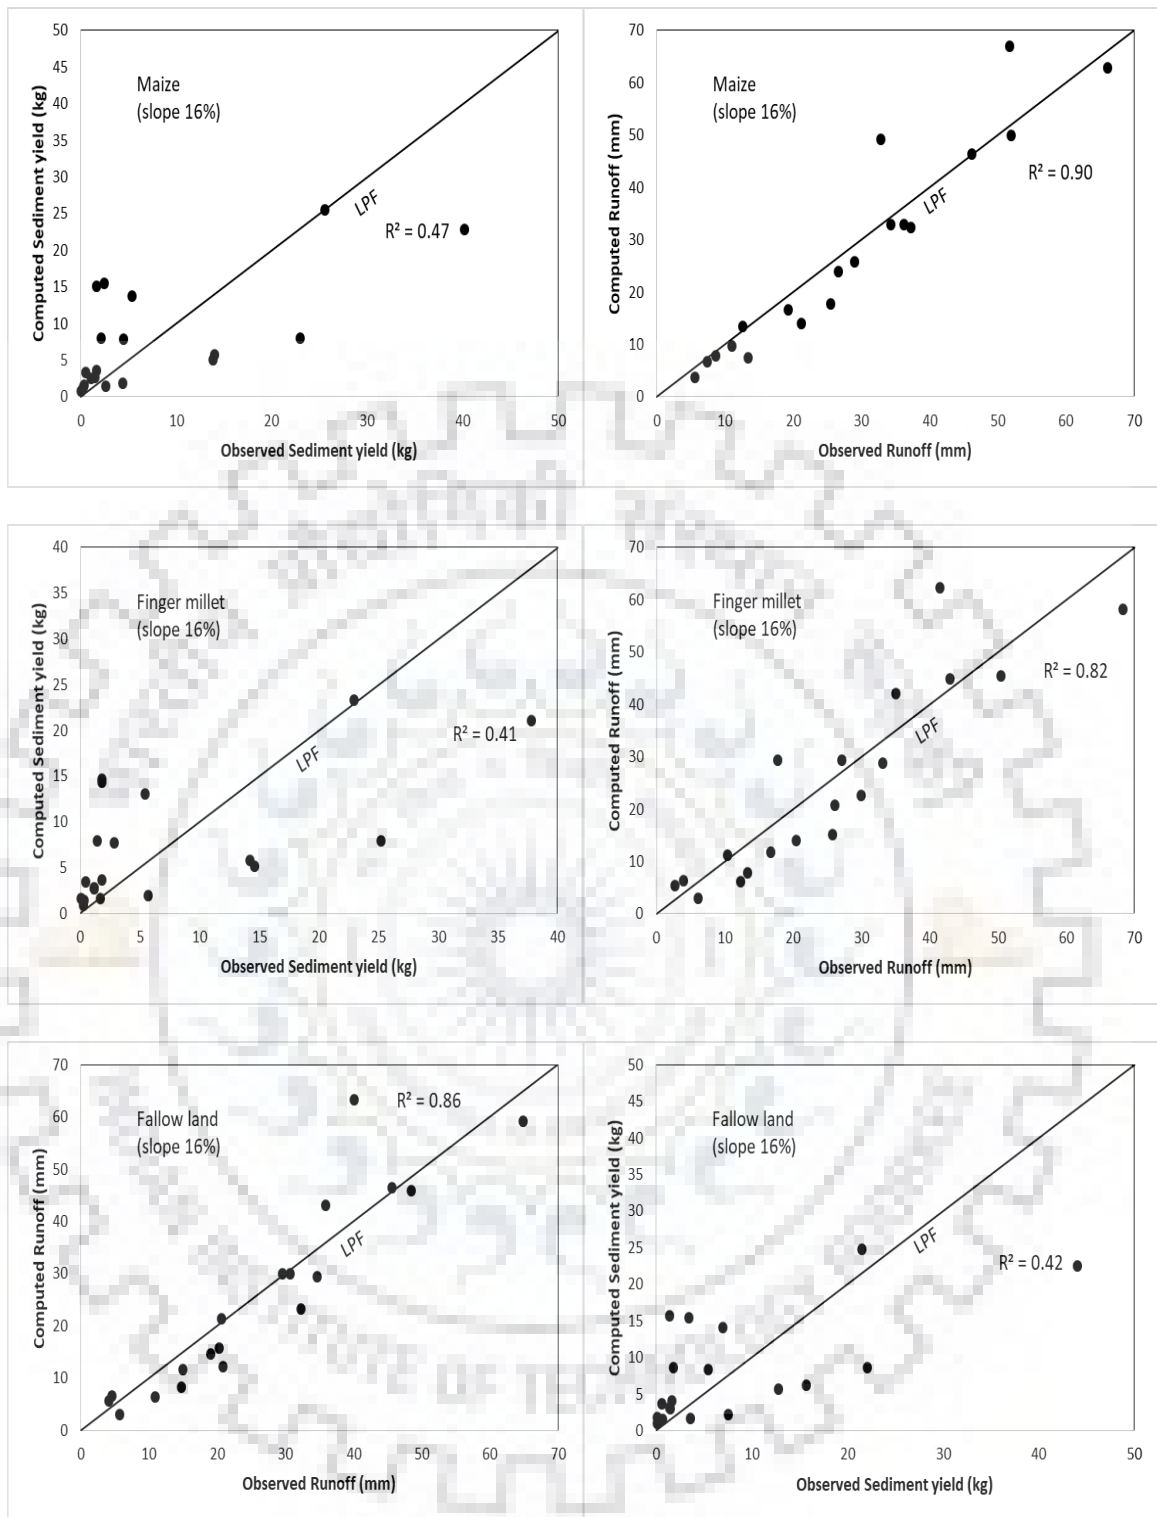 Maize
(slope 16%)
Computed Sediment yield (kg)
50
45
40
35
30
25
20
15
10
5
0
LPF
R² = 0.47
0 10 20 30 40 50
Observed Sediment yield (kg)
Maize
(slope 16%)
Computed Runoff (mm)
70
60
50
40
30
20
10
0
LPF
R² = 0.90
0 10 20 30 40 50 60 70
Observed Runoff (mm)
Finger millet
(slope 16%)
Computed Sediment yield (kg)
40
35
30
25
20
15
10
5
0
LPF
R² = 0.41
0 5 10 15 20 25 30 35 40
Observed Sediment yield (kg)
Finger millet
(slope 16%)
Computed Runoff (mm)
70
60
50
40
30
20
10
0
LPF
R² = 0.82
0 10 20 30 40 50 60 70
Observed Runoff (mm)
Fallow land
(slope 16%)
Computed Runoff (mm)
70
60
50
40
30
20
10
0
LPF
R² = 0.86
0 10 20 30 40 50 60 70
Observed Runoff (mm)
Fallow land
(slope 16%)
Computed Sediment yield (kg)
50
45
40
35
30
25
20
15
10
5
0
LPF
R² = 0.42
0 10 20 30 40 50
Observed Sediment yield (kg)